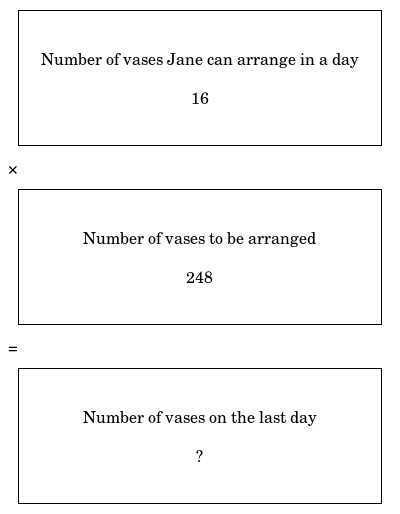 Number of vases Jane can arrange in a day
16
×
Number of vases to be arranged
248
=
Number of vases on the last day
?